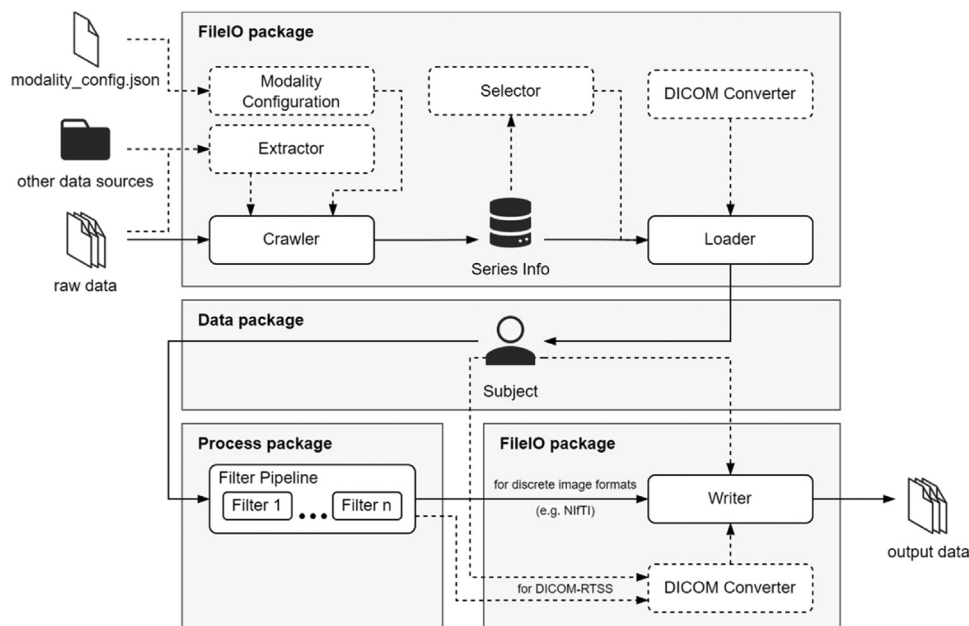 FileIO package
modality_config.json
Modality
Configuration
Selector
DICOM Converter
Extractor
other data sources
Crawler
Series Info
Loader
raw data
Data package
Subject
Process package
FileIO package
Filter Pipeline
Filter 1
Filter n
for discrete image formats
(e.g. NIfTI)
Writer
output data
for DICOM-RTSS
DICOM Converter